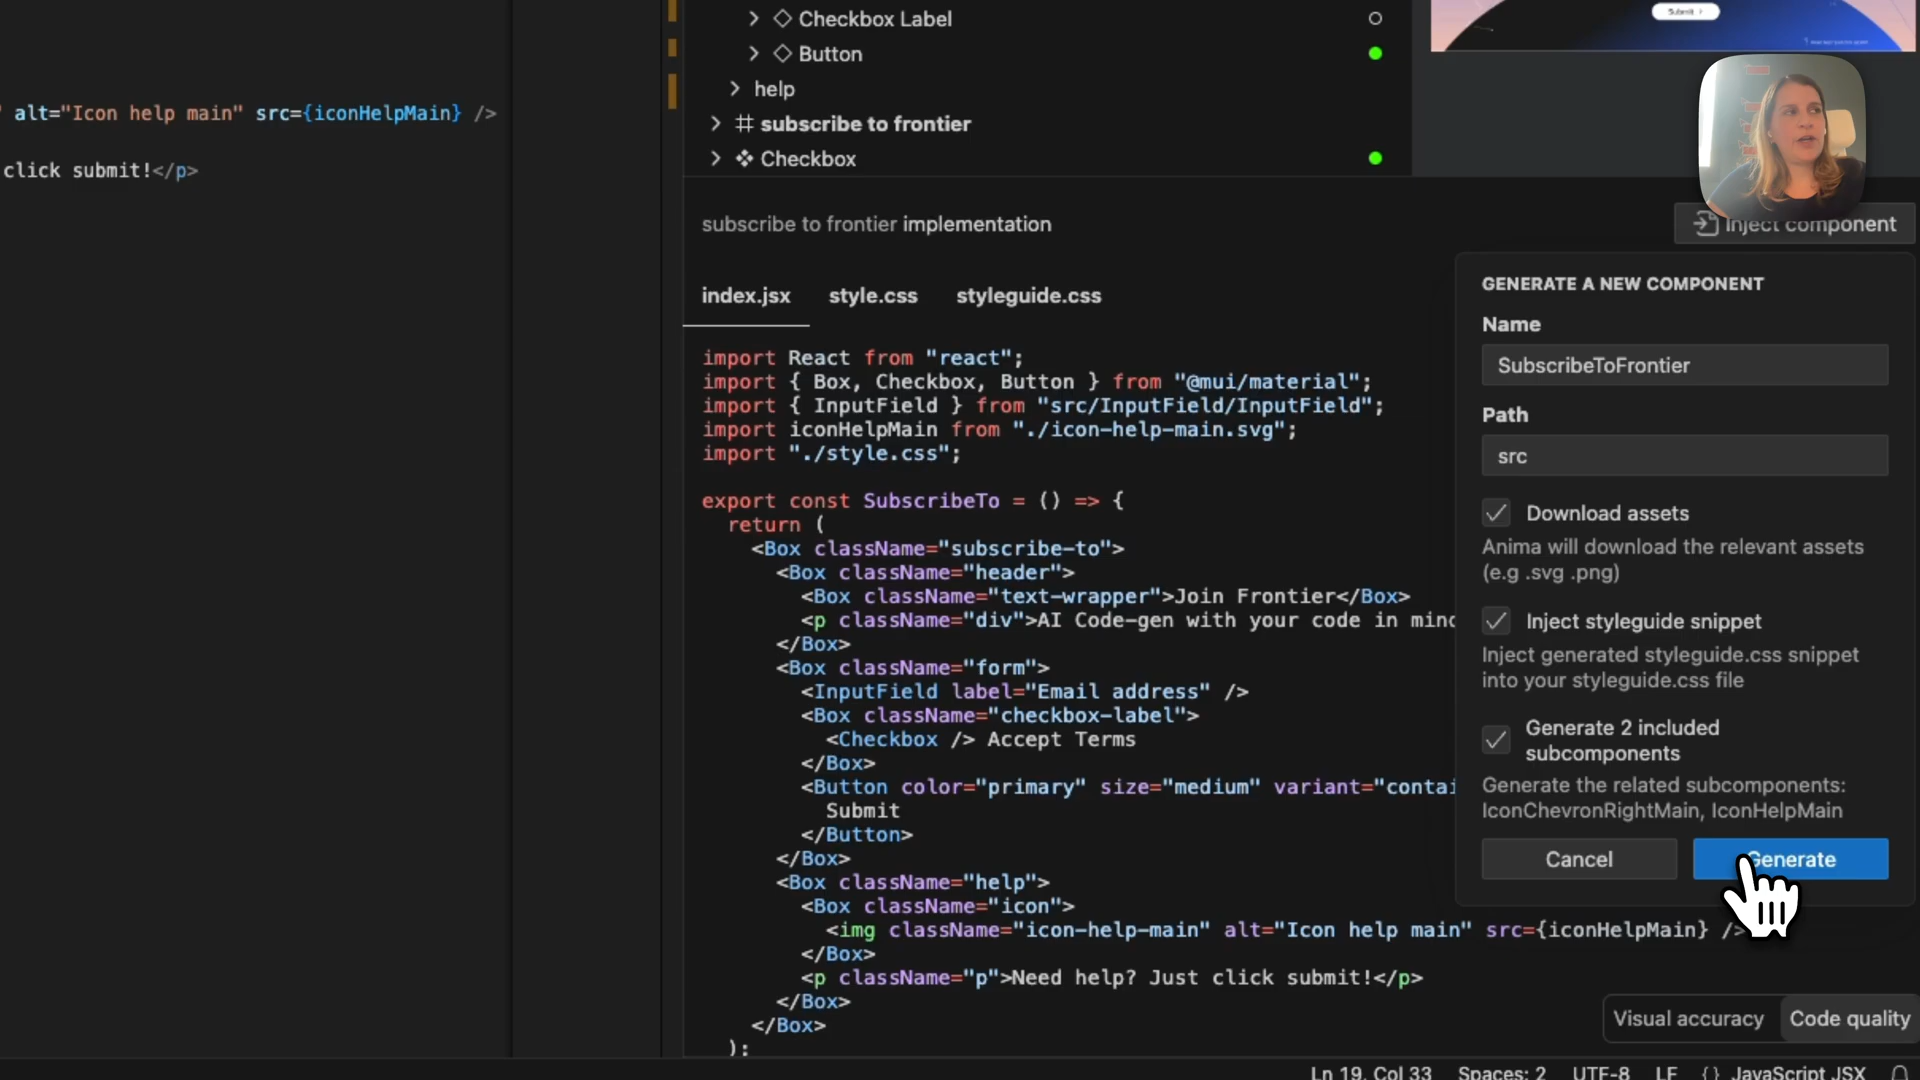 alt="Icon help main" src={iconHelpMain} />
click submit!</p>
Checkbox Label
Button
help
subscribe to frontier
Checkbox
Submit
subscribe to frontier implementation
Inject component
index.jsx style.css styleguide.css
import React from "react";
import { Box, Checkbox, Button } from "@mui/material";
import { InputField } from "src/InputField/InputField";
import iconHelpMain from "./icon-help-main.svg";
import "./style.css";
export const SubscribeTo = () => {
return (
<Box className="subscribe-to">
<Box className="header">
<Box className="text-wrapper">Join Frontier</Box>
<p className="div">AI Code-gen with your code in mind
</Box>
<Box className="form">
<InputField label="Email address" />
<Box className="checkbox-label">
<Checkbox /> Accept Terms
</Box>
<Button color="primary" size="medium" variant="contai
Submit
</Button>
</Box>
<Box className="help">
<Box className="icon">
<img className="icon-help-main" alt="Icon help main" src={iconHelpMain} />
</Box>
<p className="p">Need help? Just click submit!</p>
</Box>
</Box>
);
GENERATE A NEW COMPONENT
Name
SubscribeToFrontier
Path
src
Download assets
Anima will download the relevant assets
(e.g .svg .png)
Inject styleguide snippet
Inject generated styleguide.css snippet
into your styleguide.css file
Generate 2 included
subcomponents
Generate the related subcomponents:
IconChevronRightMain, IconHelpMain
Cancel
Generate
Visual accuracy Code quality
Ln 19, Col 33 Spaces: 2 UTF-8 LF {} JavaScript JSX